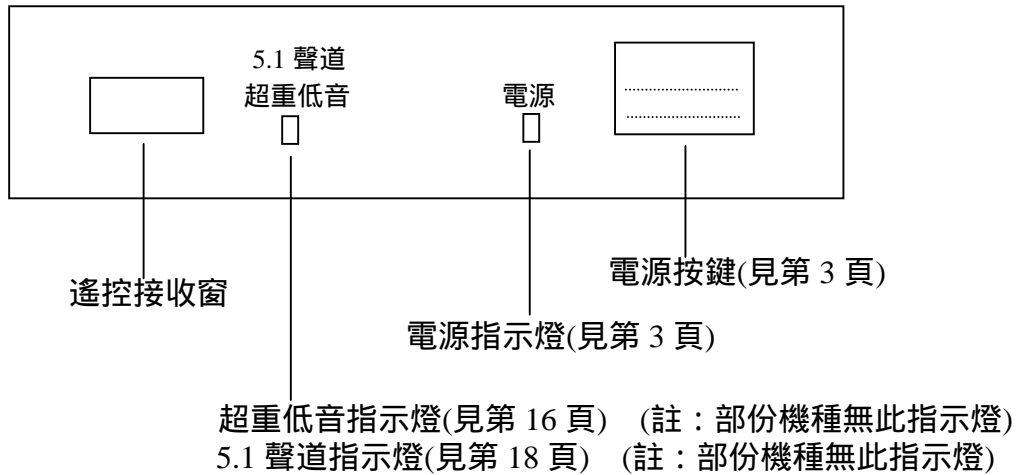 5.1 聲道
超重低音
電源
電源按鍵(見第 3 頁)
遙控接收窗
電源指示燈(見第 3 頁)
超重低音指示燈(見第 16 頁) (註：部份機種無此指示燈)
5.1 聲道指示燈(見第 18 頁) (註：部份機種無此指示燈)